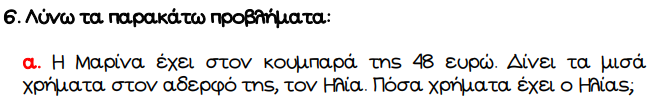 6. Λύνω τα παρακάτω προβλήματα:
α. Η Μαρίνα έχει στον κουμπαρά της 48 ευρώ. Δίνει τα μισά
χρήματα στον αδερφό της, τον Ηλία. Πόσα χρήματα έχει ο Ηλίας;